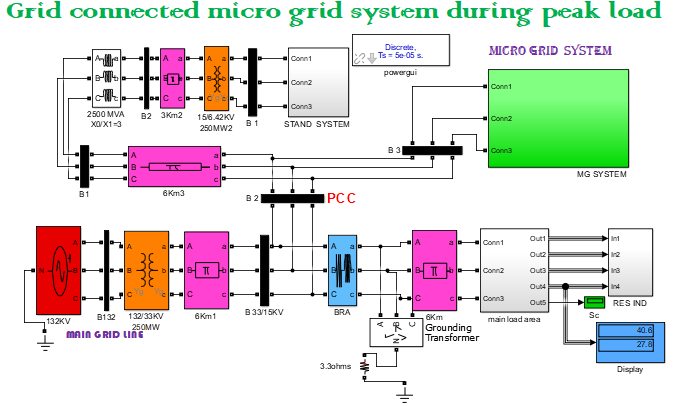 Grid connected micro grid system during peak load
Discrete,
Ts = 5e-05 s.
powergui
MICRO GRID SYSTEM
A a
B b
C c
2500 MVA
X0/X1=3
B2
A a
B b
C c
3Km2
A a
B b
C c
15/6.42KV
250MW2
B 1
Conn1
Conn2
Conn3
STAND SYSTEM
Conn1
Conn2
Conn3
MG SYSTEM
B 3
B1
A a
B b
C c
6Km3
B 2
PCC
N
A
B
C
132KV
B132
A a
B b
C c
132/33KV
250MW
MAIN GRID LINE
A a
B b
C c
6Km1
B 33/15KV
BRA
A a
B b
C c
6Km
A B C
Grounding
Transformer
3.3ohms
Conn1
Conn2
Conn3
Out1
Out2
Out3
Out4
Out5
main load area
In1
In2
In3
In4
RES IND
Sc
40.6
27.8
Display